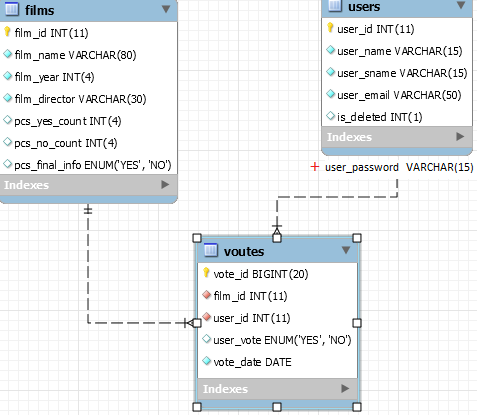 films
film_id INT(11)
film_name VARCHAR(80)
film_year INT(4)
film_director VARCHAR(30)
pcs_yes_count INT(4)
pcs_no_count INT(4)
pcs_final_info ENUM('YES', 'NO')
Indexes
users
user_id INT(11)
user_name VARCHAR(15)
user_sname VARCHAR(15)
user_email VARCHAR(50)
is_deleted INT(1)
Indexes
+ user_password VARCHAR(15)
voutes
vote_id BIGINT(20)
film_id INT(11)
user_id INT(11)
user_vote ENUM('YES', 'NO')
vote_date DATE
Indexes